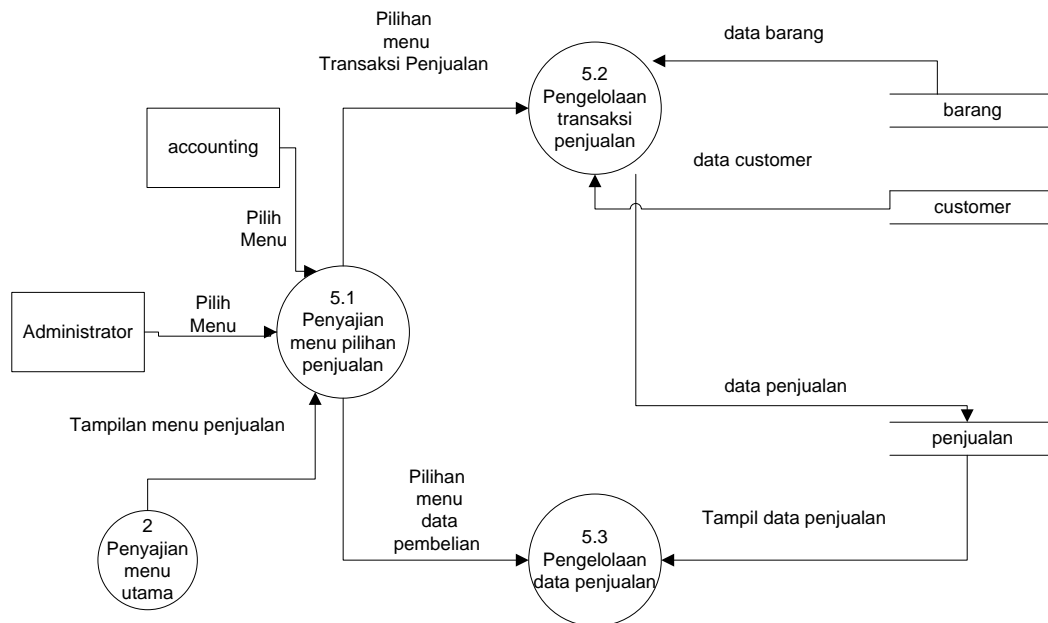 Pilihan
menu
Transaksi Penjualan
data barang
5.2
Pengelolaan
transaksi
penjualan
barang
accounting
data customer
customer
Pilih
Menu
Administrator
Pilih
Menu
5.1
Penyajian
menu pilihan
penjualan
data penjualan
Tampilan menu penjualan
penjualan
Pilihan
menu
data
pembelian
Tampil data penjualan
2
Penyajian
menu
utama
5.3
Pengelolaan
data penjualan